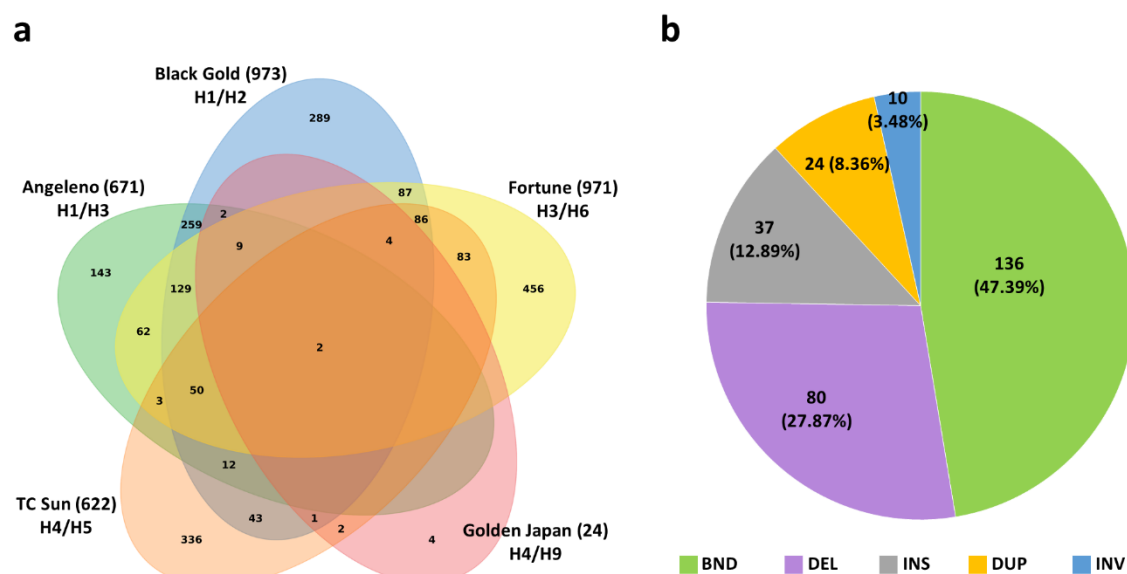 a
Black Gold (973)
H1/H2
289
Angeleno (671)
H1/H3
Fortune (971)
H3/H6
87
2
259
86
9
4
83
143
129
456
62
2
50
3
12
TC Sun (622)
H4/H5
43
1
2
336
Golden Japan (24)
H4/H9
4
b
10
(3.48%)
24 (8.36%)
37
(12.89%)
136
(47.39%)
80
(27.87%)
BND DEL INS DUP INV